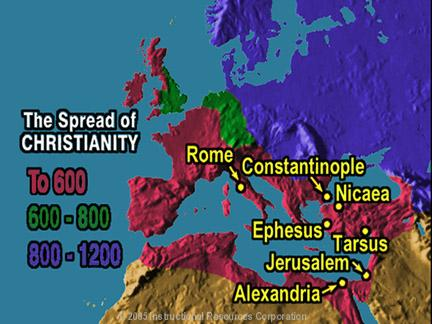 The Spread of
CHRISTIANITY
To 600
600 - 800
800 - 1200
Rome
Constantinople
Nicaea
Ephesus
Tarsus
Jerusalem
Alexandria
© 2005 Instructional Resources Corporation